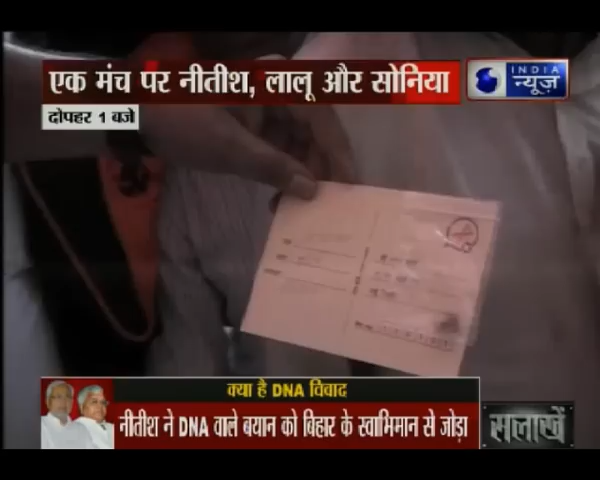 एक मंच पर नीतीश, लालू और सोनिया
INDIA
न्यूज़
दोपहर 1 बजे
क्या है DNA विवाद
नीतीश ने DNA वाले बयान को बिहार के स्वाभिमान से जोड़ा
सलाखें